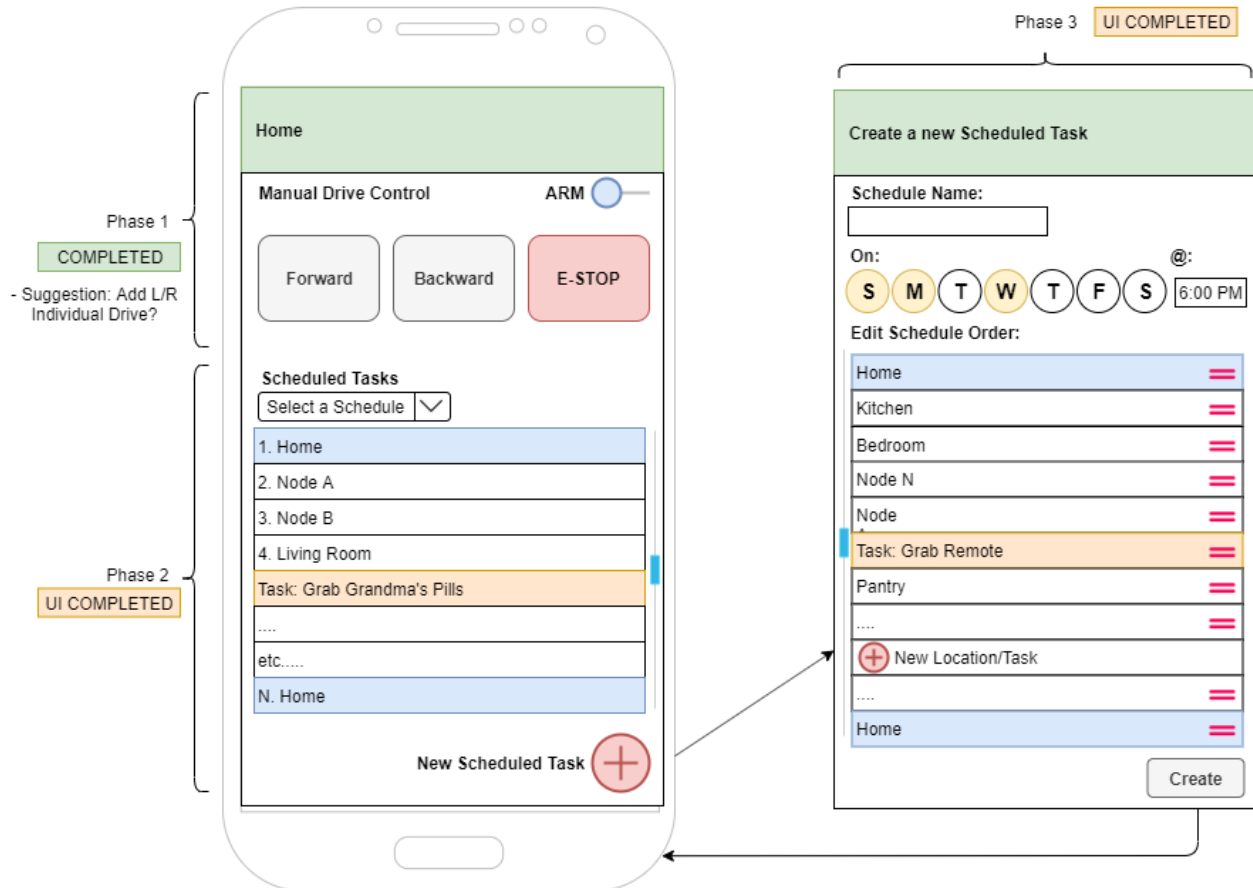 Phase 3 UI COMPLETED
Home
Manual Drive Control ARM
Forward Backward E-STOP
Phase 1
COMPLETED
- Suggestion: Add L/R
Individual Drive?
Scheduled Tasks
Select a Schedule
1. Home
2. Node A
3. Node B
4. Living Room
Task: Grab Grandma's Pills
....
etc.....
N. Home
New Scheduled Task
Phase 2
UI COMPLETED
Create a new Scheduled Task
Schedule Name:
On: @:
S M T W T F S 6:00 PM
Edit Schedule Order:
Home
Kitchen
Bedroom
Node N
Node
Task: Grab Remote
Pantry
....
New Location/Task
....
Home
Create